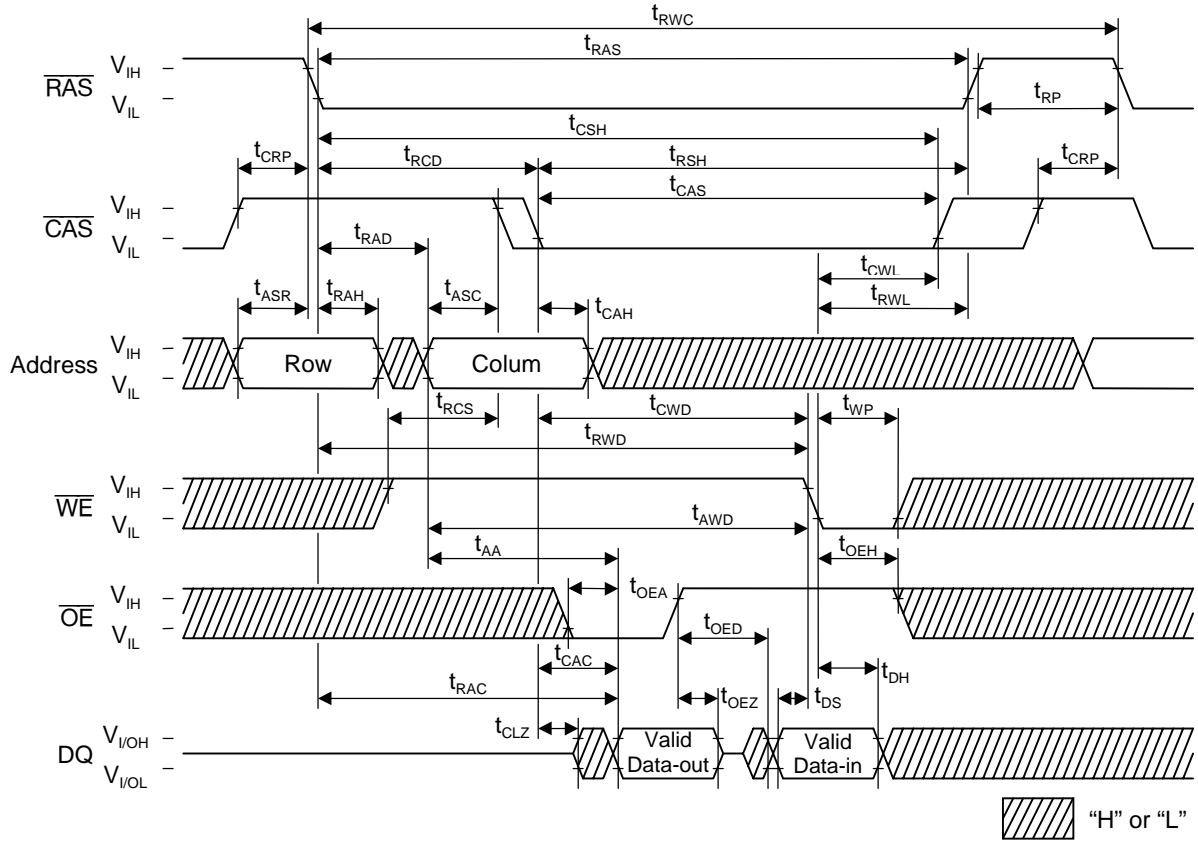 tRWC
tRAS
RAS
VIH
VIL
tRP
tCSH
tCRP
tRCD
tRSH
tCRP
tCAS
CAS
VIH
VIL
tRAD
tCWL
tRWL
tASR
tRAH
tASC
tCAH
Address
VIH
VIL
Row
Colum
tRCS
tCWD
tWP
tRWD
WE
VIH
VIL
tAWD
tAA
tOEH
OE
VIH
VIL
tOEA
tOED
tCAC
tRAC
tOEZ
tDS
tDH
tCLZ
DQ
VI/OH
VI/OL
Valid
Data-out
Valid
Data-in
“H” or “L”